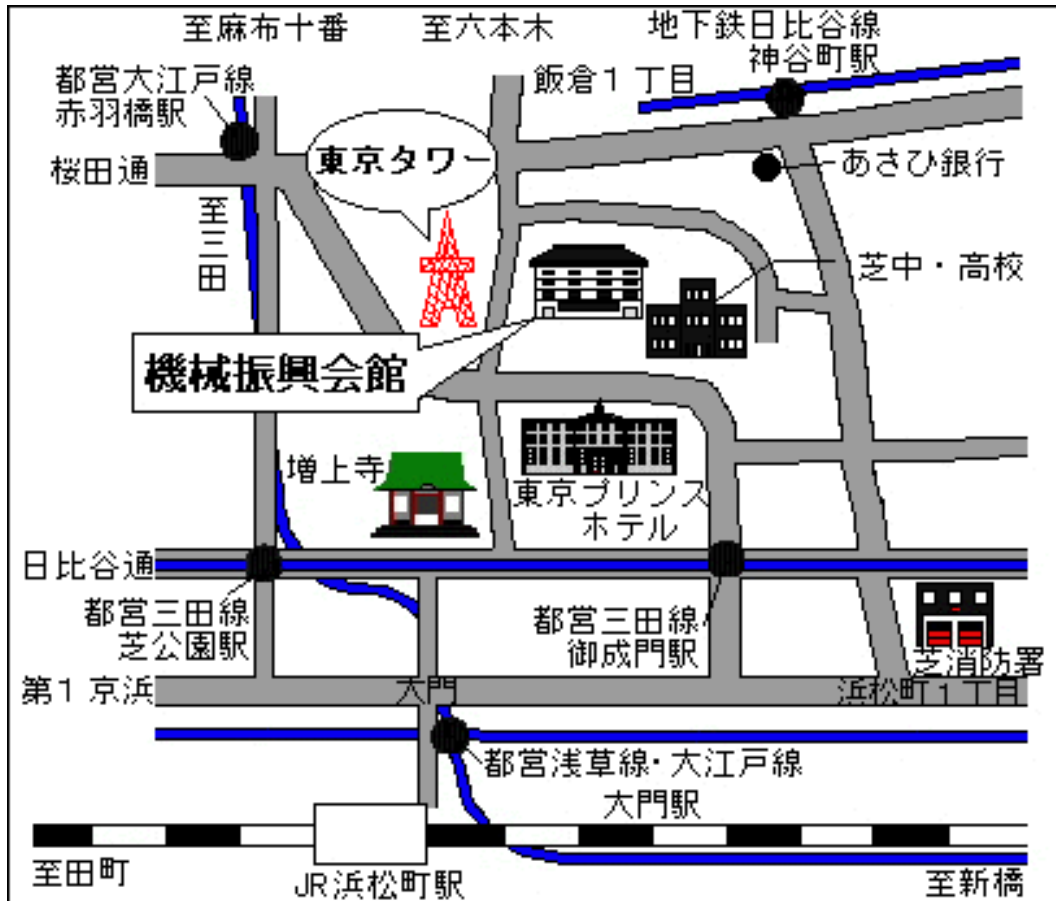 至麻布十番
至六本木
地下鉄日比谷線
神谷町駅
都営大江戸線
赤羽橋駅
飯倉1丁目
東京タワー
あさひ銀行
桜田通
至三田
芝中・高校
機械振興会館
増上寺
東京プリンス
ホテル
日比谷通
都営三田線
芝公園駅
都営三田線
御成門駅
芝消防署
第1京浜
大門
浜松町1丁目
都営浅草線・大江戸線
大門駅
至田町
JR浜松町駅
至新橋